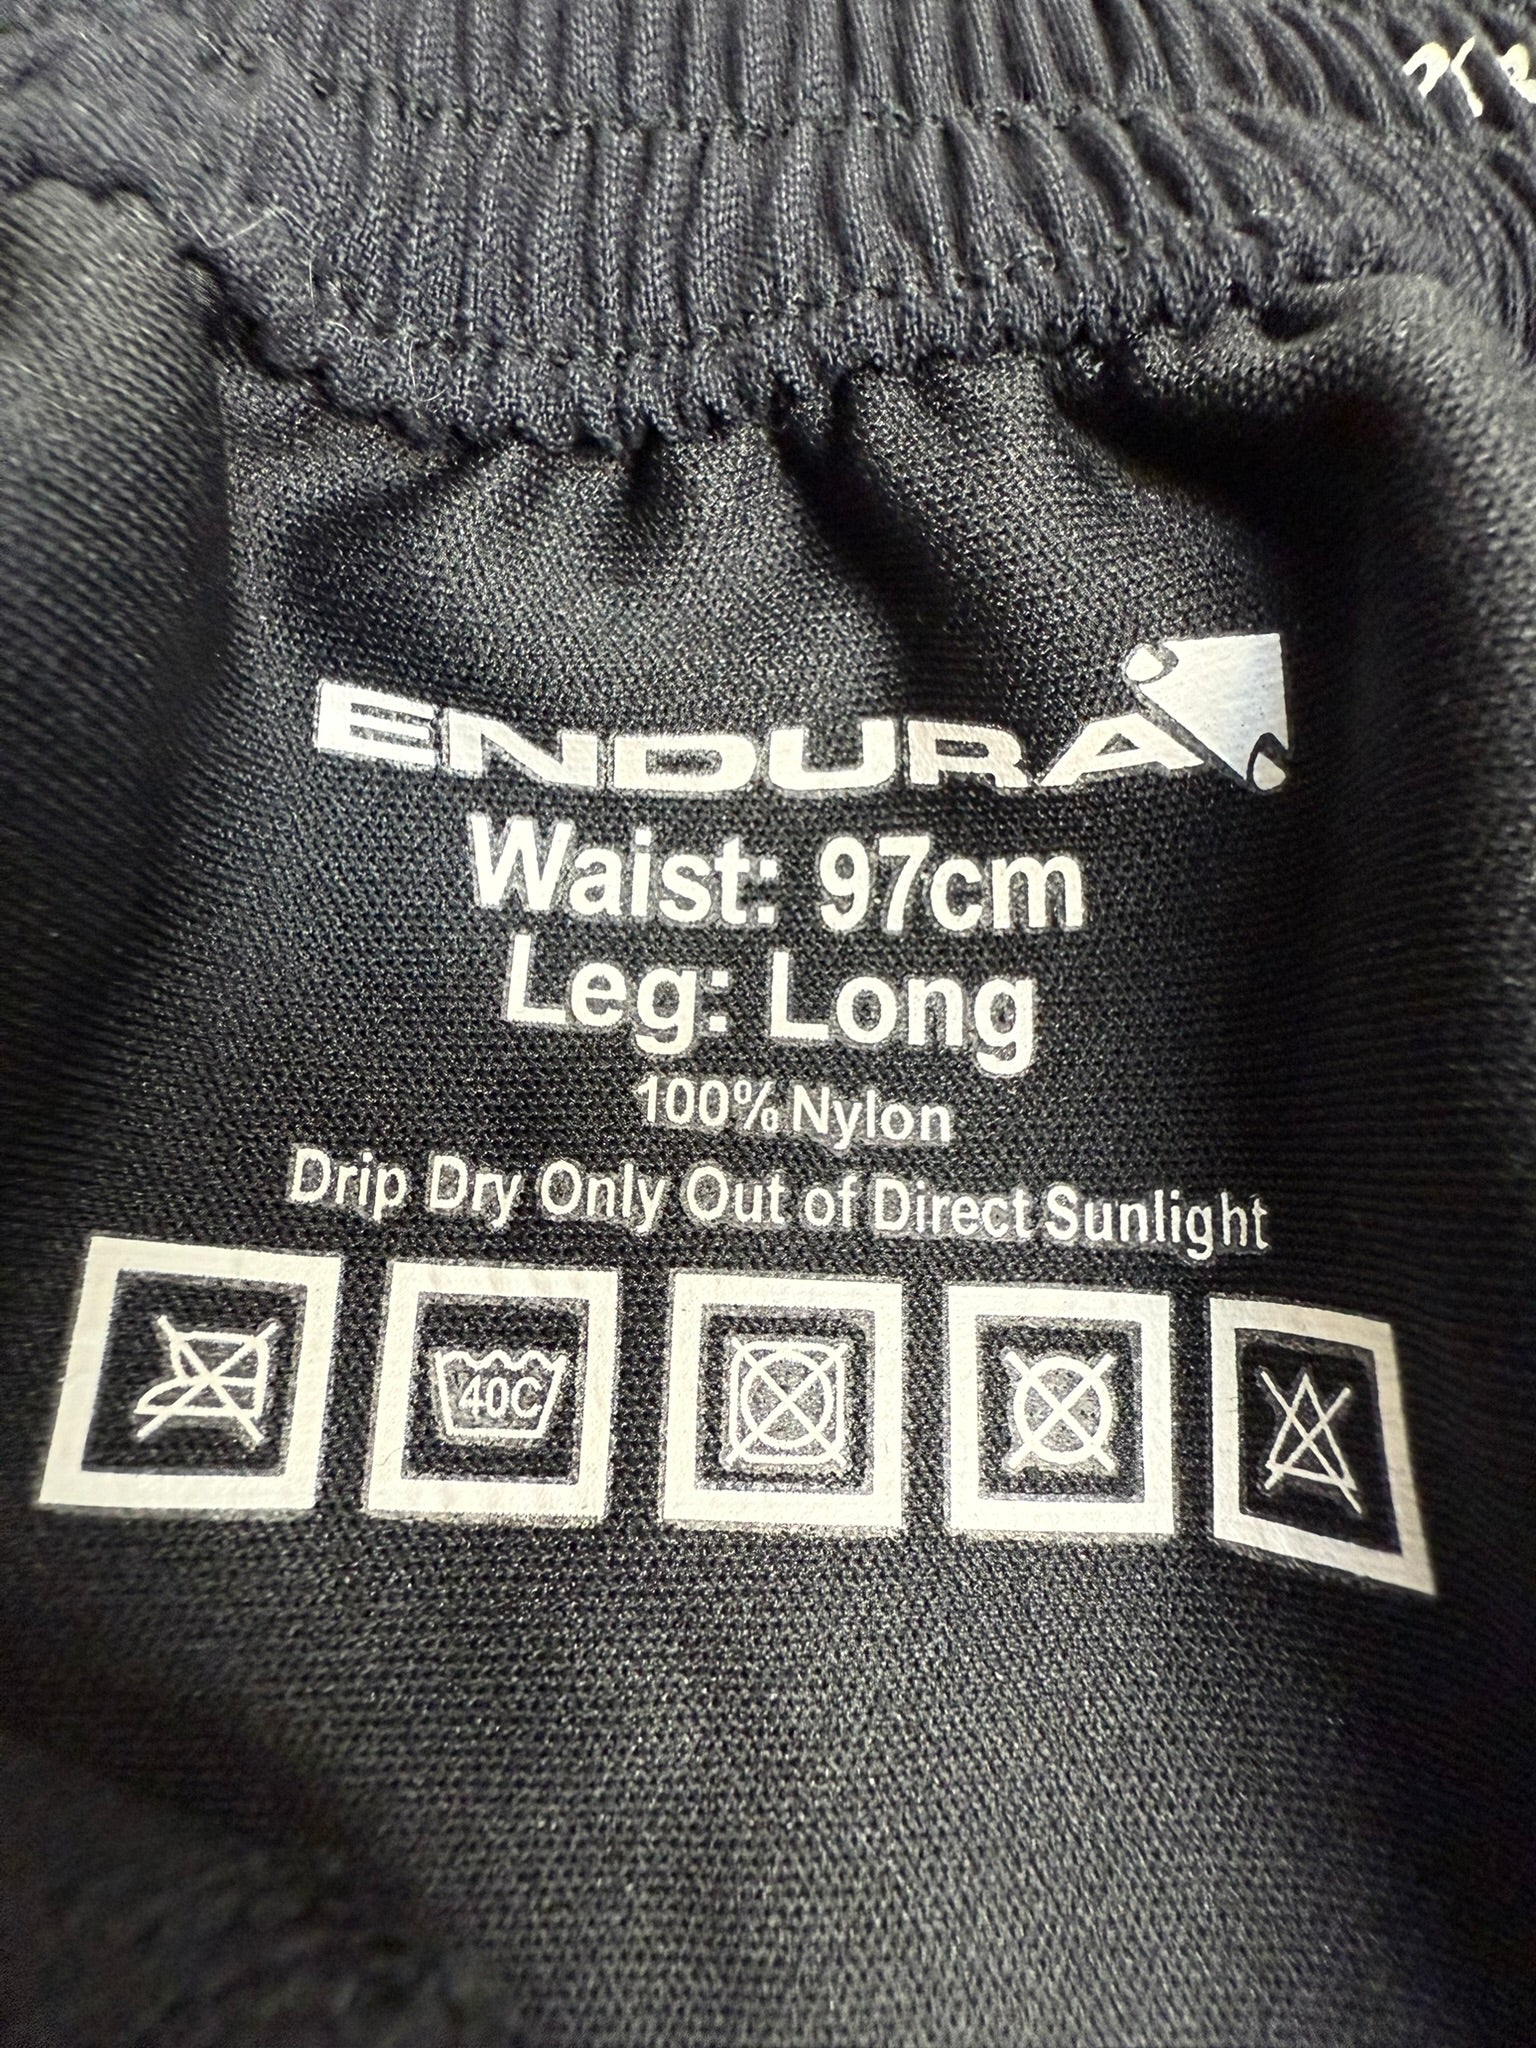 ENDURA
Waist: 97cm
Leg: Long
100% Nylon
Drip Dry Only Out of Direct Sunlight
40C